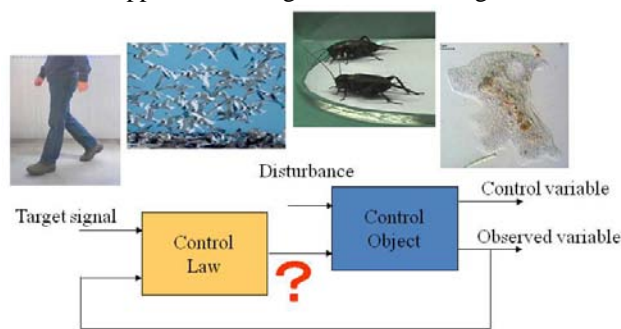 Disturbance
Target signal
Control
Law
?
Control
Object
Control variable
Observed variable